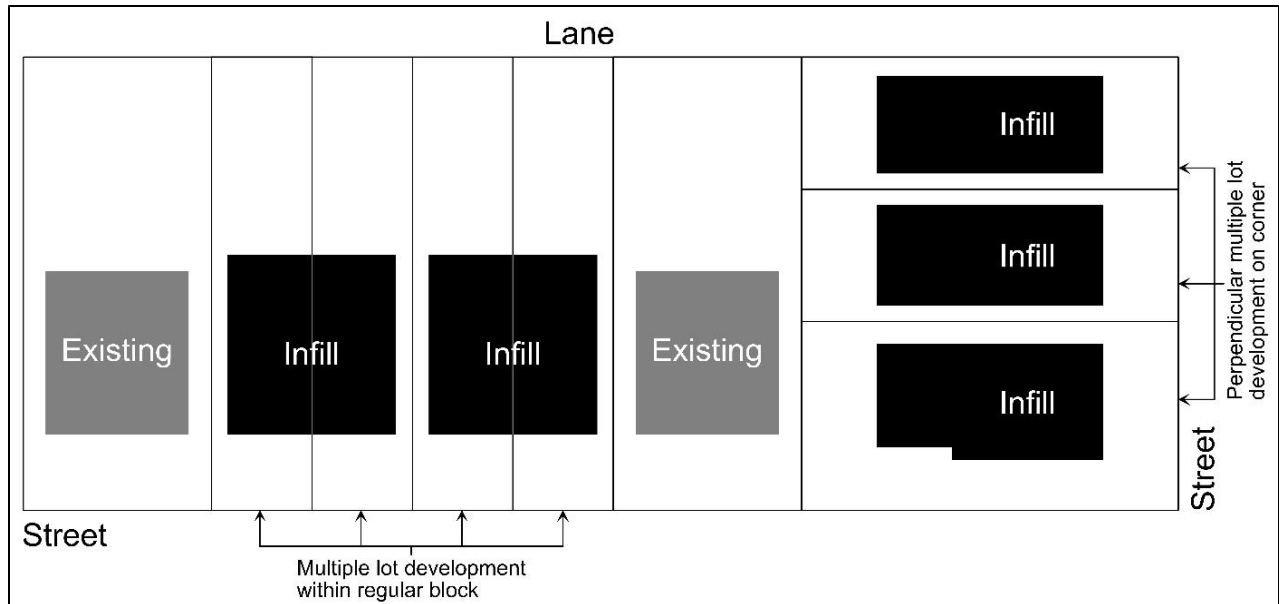 Lane
Infill
Infill
Infill
Existing
Infill
Infill
Existing
Perpendicular multiple lot
development on corner
Street
Street
Multiple lot development
within regular block